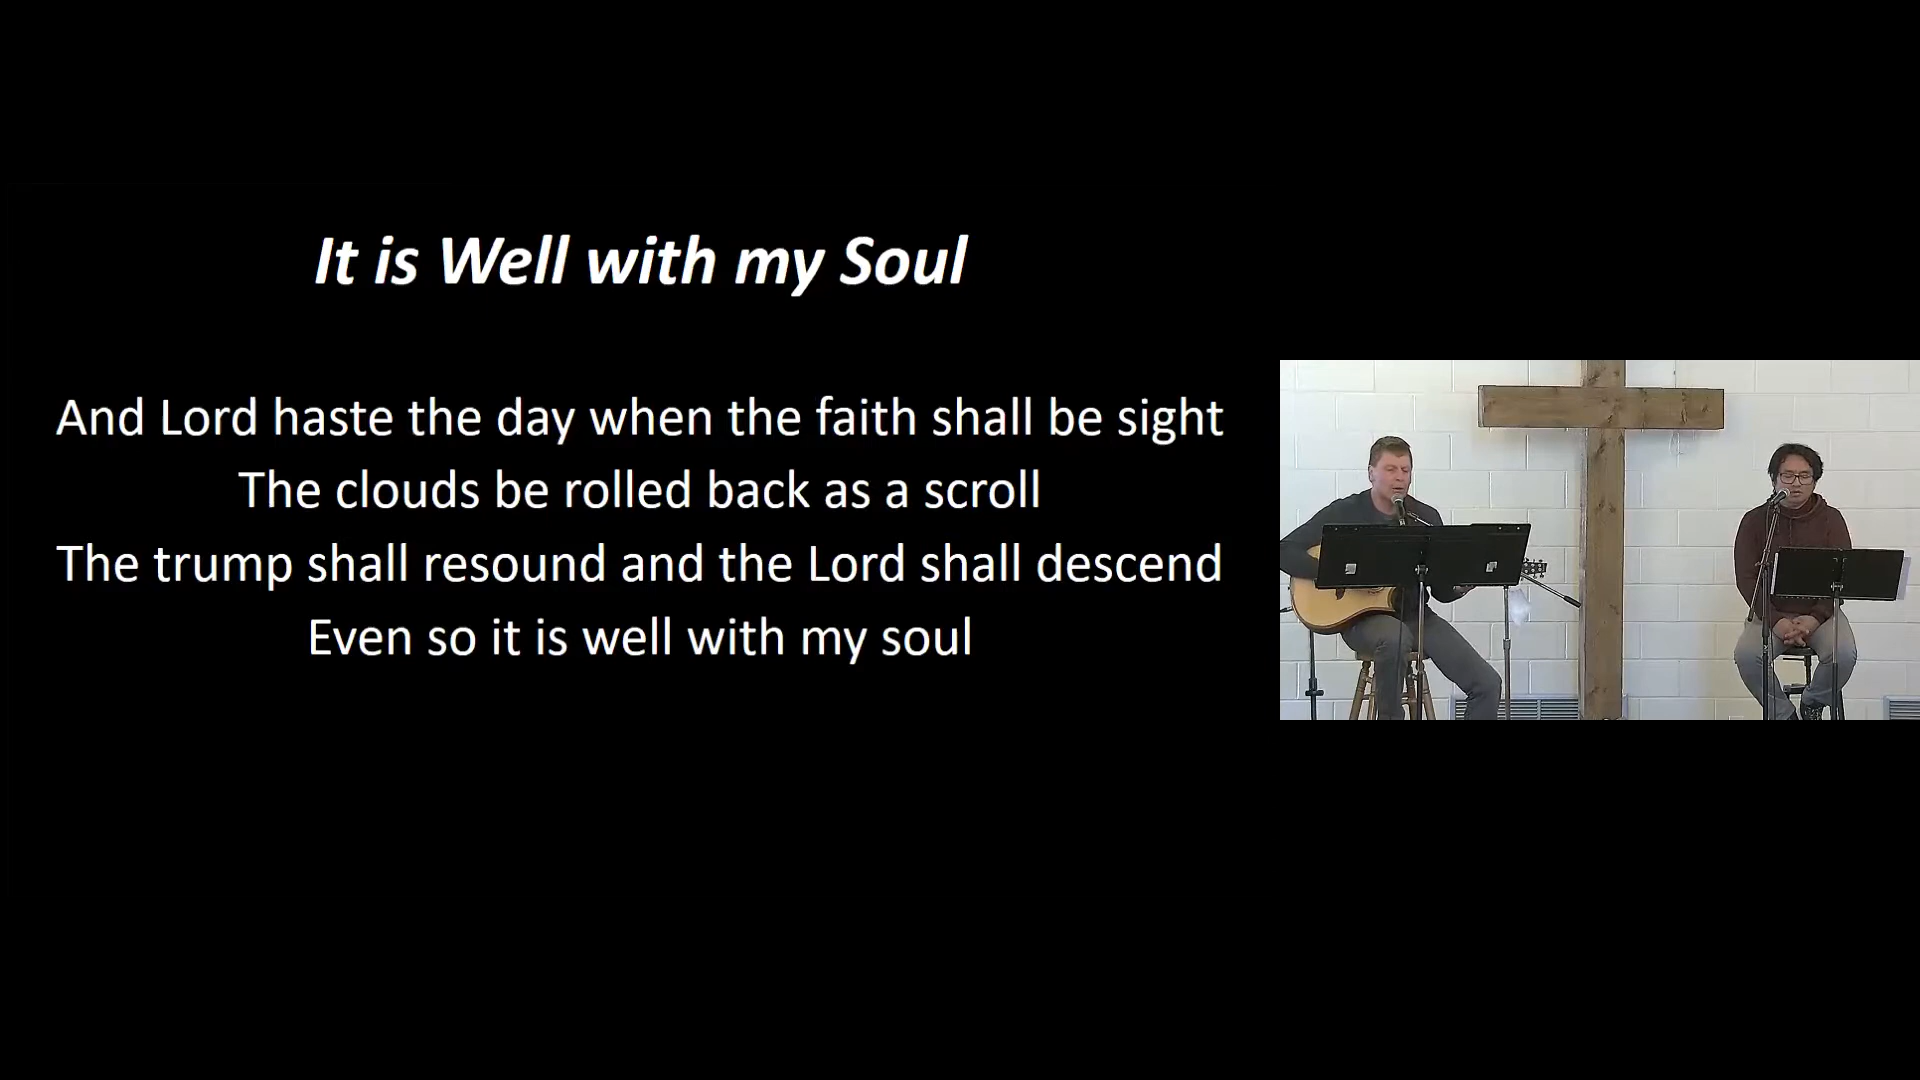 It is Well with my Soul
And Lord haste the day when the faith shall be sight
The clouds be rolled back as a scroll
The trump shall resound and the Lord shall descend
Even so it is well with my soul